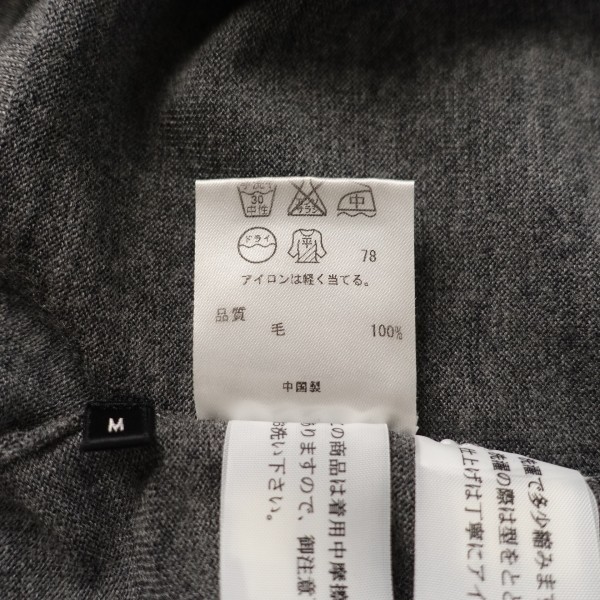 30
中性
中
ドライ
平
78
アイロンは軽く当てる。
品質
毛 100%
中国製
M
の商品は着用中摩擦
ありますので、御注意
洗い下さい。
で多少縮みます
の際は型をとと
仕上げは丁寧にアイ